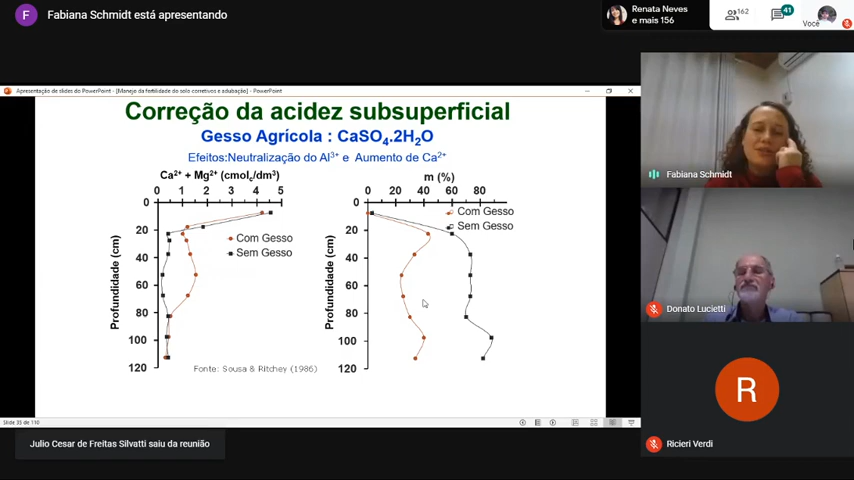 F Fabiana Schmidt está apresentando
Renata Neves
e mais 156
162
41
Você
Apresentação de slides do PowerPoint - [Manejo da fertilidade do solo corretivos e adubação] - PowerPoint
Correção da acidez subsuperficial
Gesso Agrícola : CaSO₄.2H₂O
Efeitos:Neutralização do Al³⁺ e Aumento de Ca²⁺
Ca²⁺ + Mg²⁺ (cmolc/dm³)
0 1 2 3 4 5
0
20
40
60
80
100
120
Profundidade (cm)
Com Gesso
Sem Gesso
Fonte: Sousa & Ritchey (1986)
m (%)
0 20 40 60 80
0
20
40
60
80
100
120
Profundidade (cm)
Com Gesso
Sem Gesso
Slide 35 de 110
Fabiana Schmidt
Donato Lucietti
R
Ricieri Verdi
Julio Cesar de Freitas Silvatti saiu da reunião